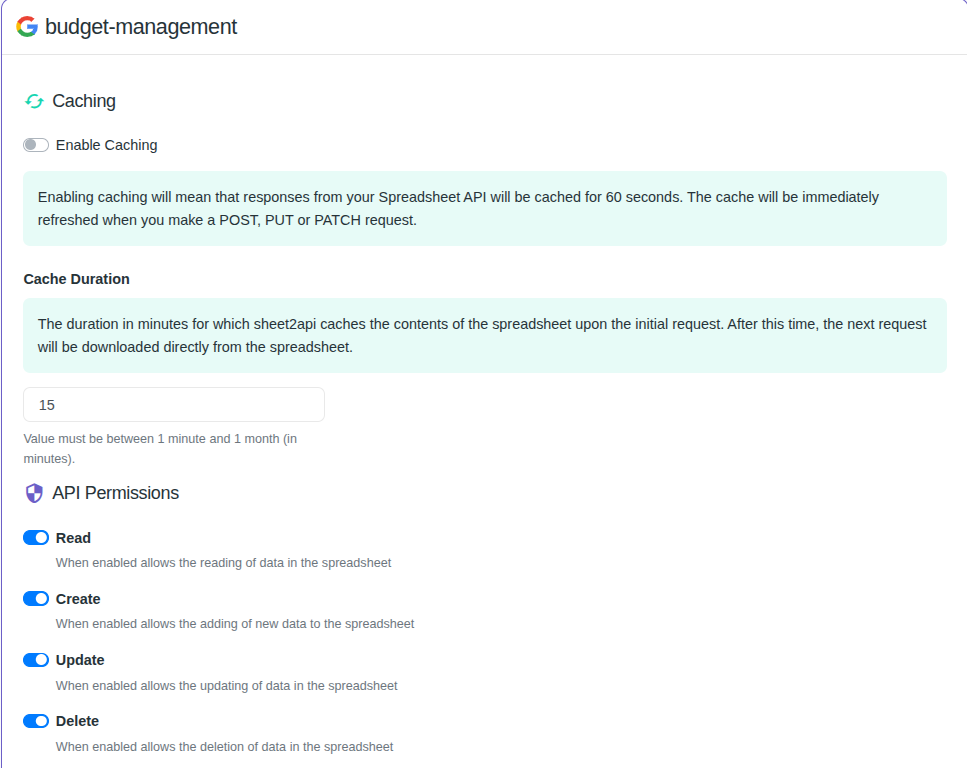 budget-management
Caching
Enable Caching
Enabling caching will mean that responses from your Spreadsheet API will be cached for 60 seconds. The cache will be immediately
refreshed when you make a POST, PUT or PATCH request.
Cache Duration
The duration in minutes for which sheet2api caches the contents of the spreadsheet upon the initial request. After this time, the next request
will be downloaded directly from the spreadsheet.
15
Value must be between 1 minute and 1 month (in
minutes).
API Permissions
Read
When enabled allows the reading of data in the spreadsheet
Create
When enabled allows the adding of new data to the spreadsheet
Update
When enabled allows the updating of data in the spreadsheet
Delete
When enabled allows the deletion of data in the spreadsheet